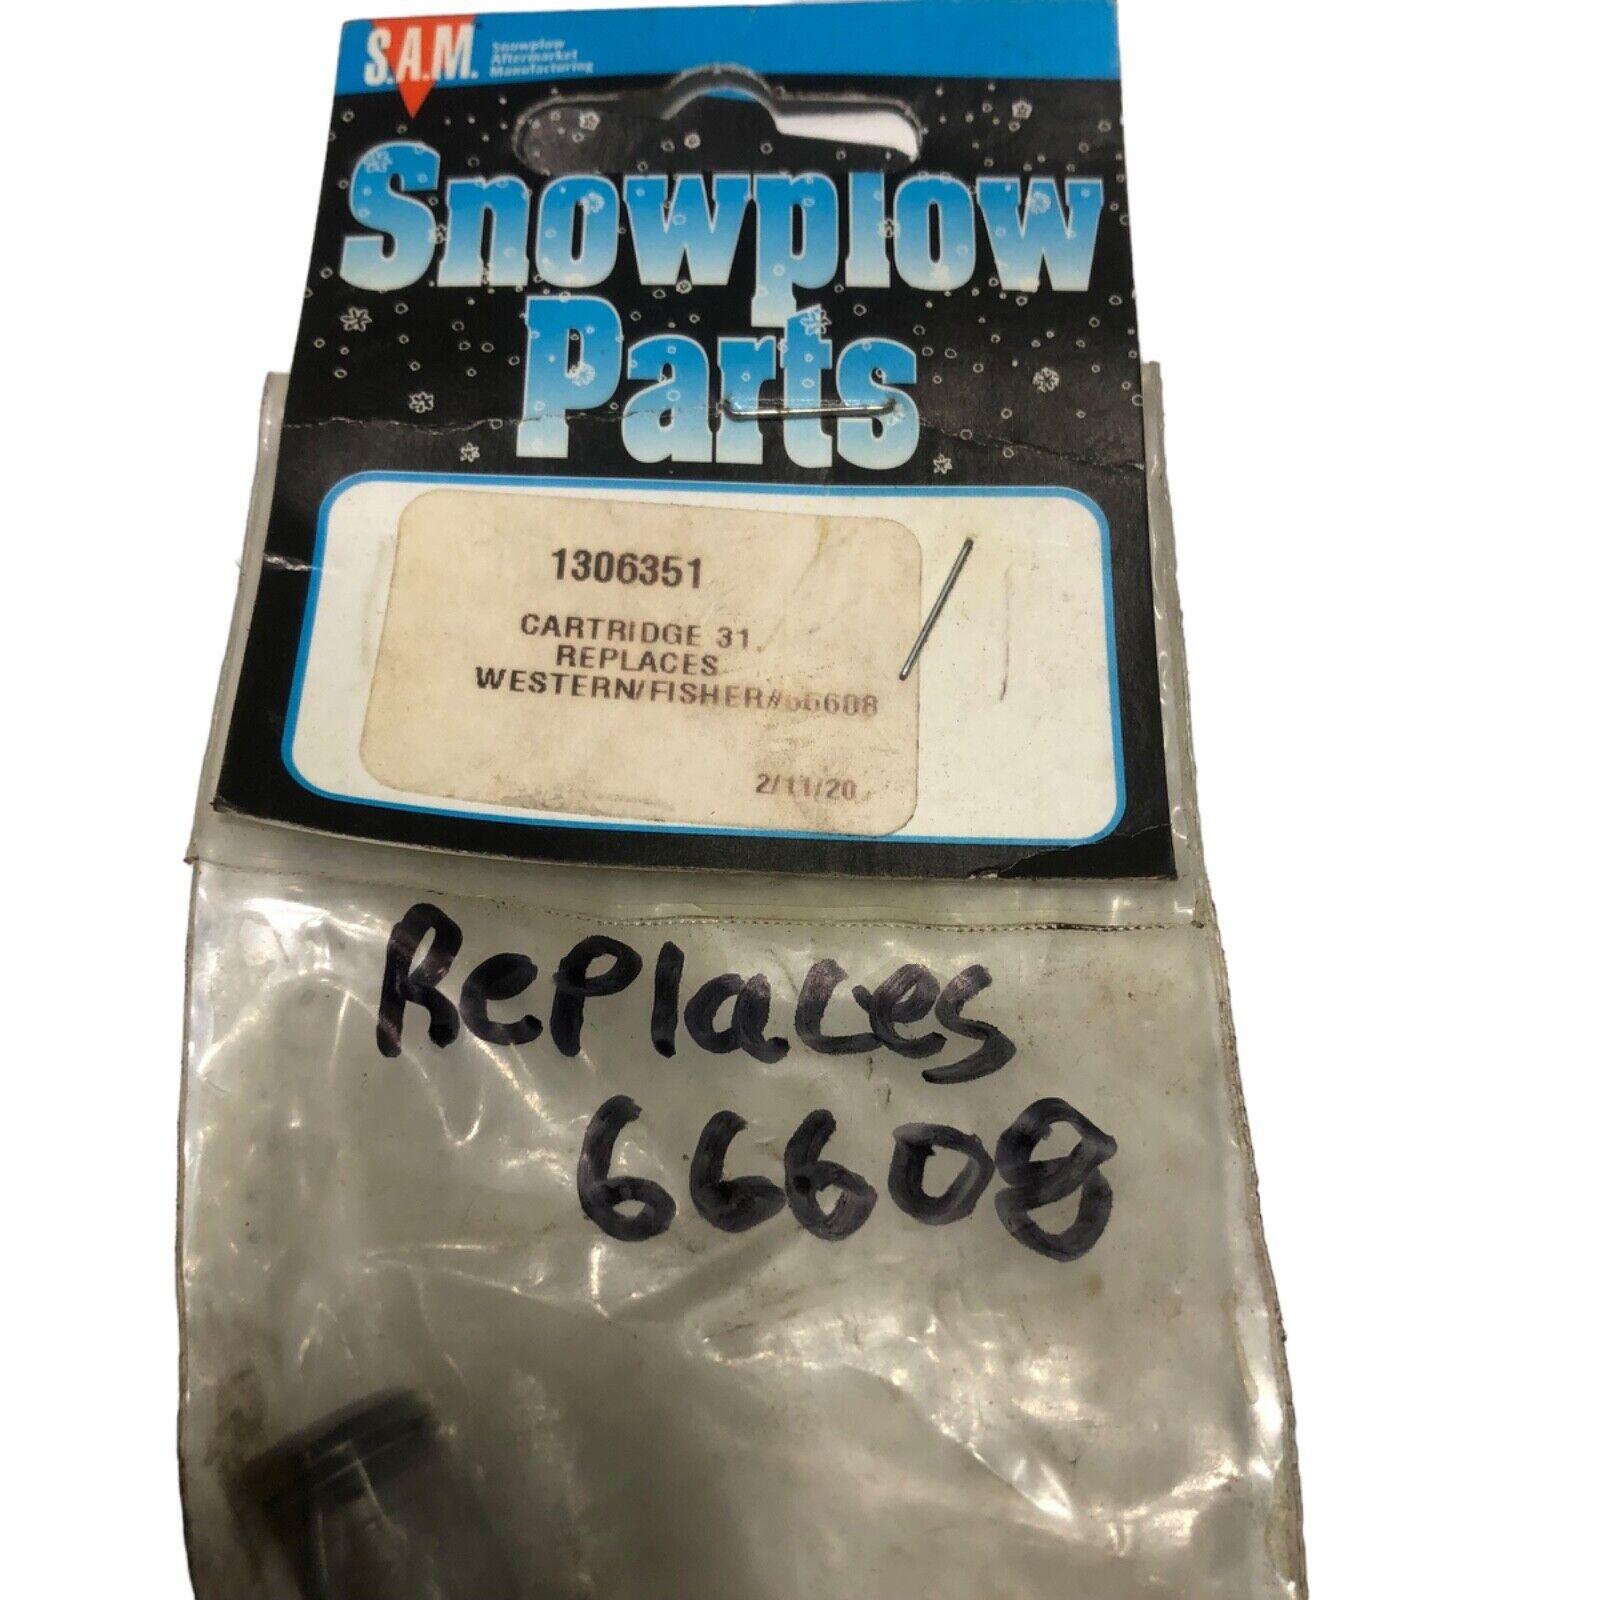 S.A.M.
Snowplow
Aftermarket
Manufacturing
Snowplow
Parts
1306351
CARTRIDGE 31.
REPLACES
WESTERN/FISHER#66608
2/11/20
Replaces
66608